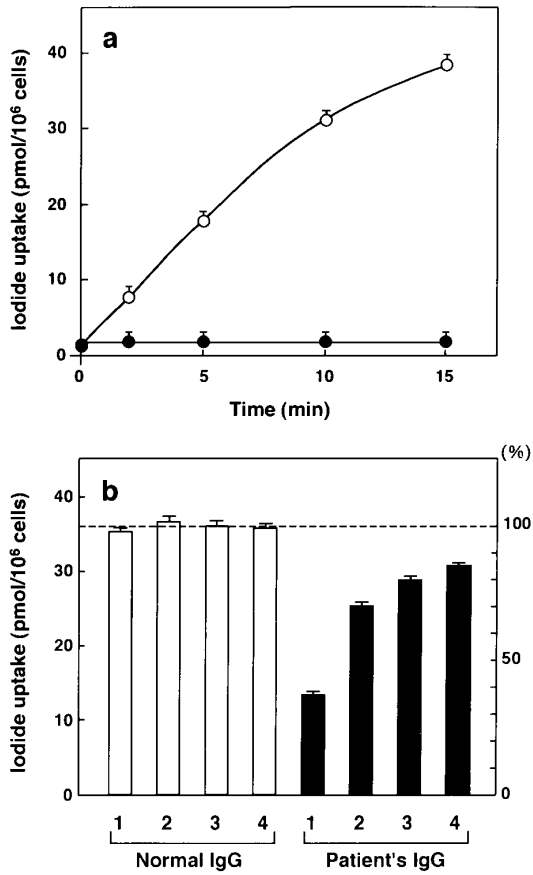 a
Iodide uptake (pmol/10⁶ cells)
40
30
20
10
0
0 5 10 15
Time (min)
b
(%)
Iodide uptake (pmol/10⁶ cells)
40
30
20
10
0
100
50
0
1 2 3 4 1 2 3 4
Normal IgG Patient's IgG